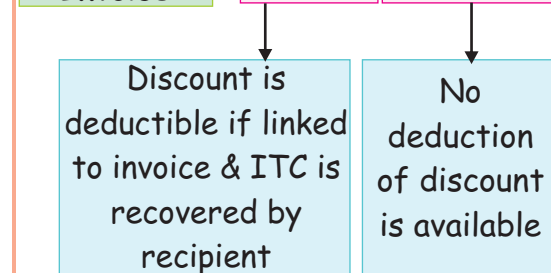 Discount is
deductible if linked
to invoice & ITC is
recovered by
recipient
No
deduction
of discount
is available